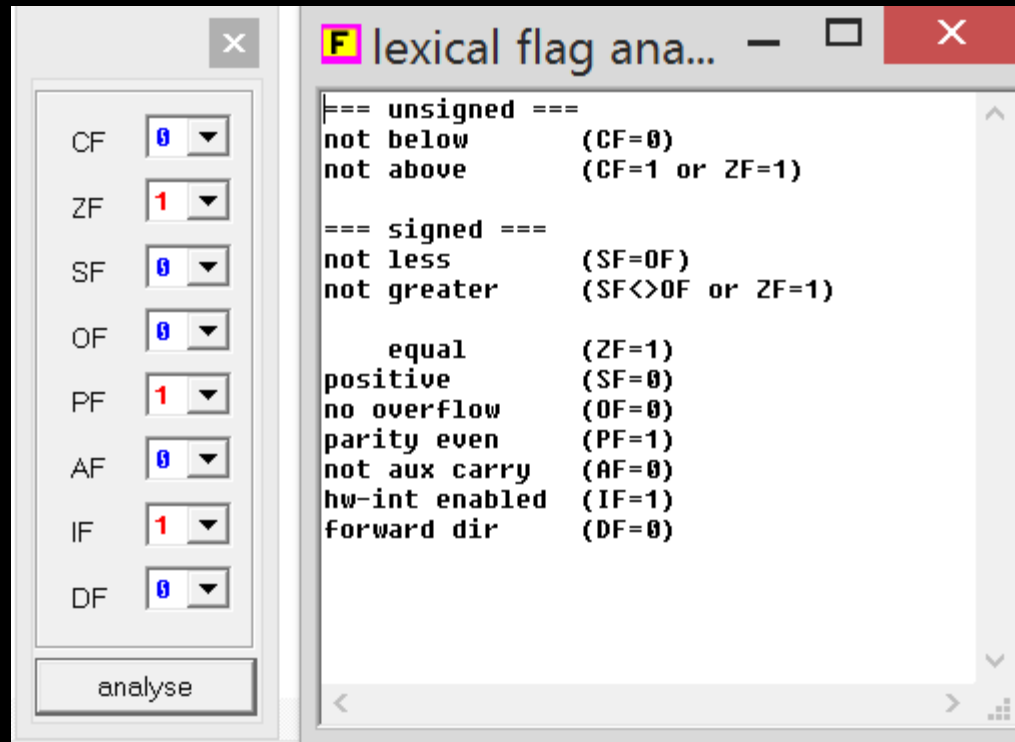 CF 0
ZF 1
SF 0
OF 0
PF 1
AF 0
IF 1
DF 0
analyse
F lexical flag ana...
=== unsigned ===
not below (CF=0)
not above (CF=1 or ZF=1)
=== signed ===
not less (SF=OF)
not greater (SF<>OF or ZF=1)
equal (ZF=1)
positive (SF=0)
no overflow (OF=0)
parity even (PF=1)
not aux carry (AF=0)
hw-int enabled (IF=1)
forward dir (DF=0)